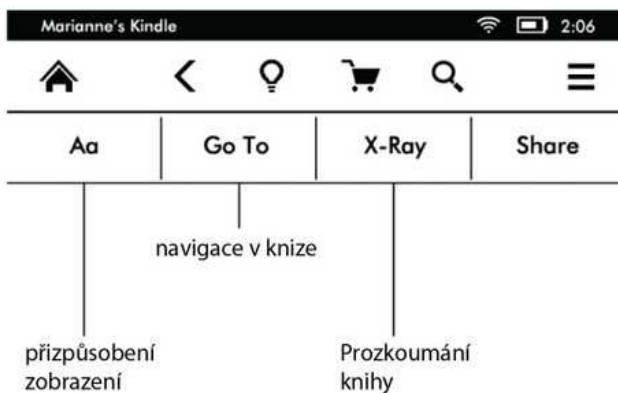 Marianne's Kindle 2:06
Aa Go To X-Ray Share
navigace v knize
přizpůsobení
zobrazení
Prozkoumání
knihy